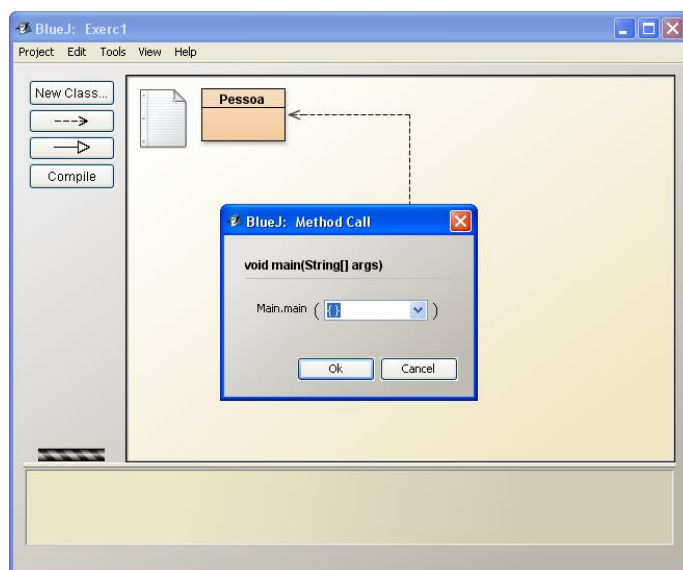 BlueJ: Exerc1
Project Edit Tools View Help
New Class...
Pessoa
Compile
BlueJ: Method Call
void main(String[] args)
Main.main ( {} )
Ok Cancel